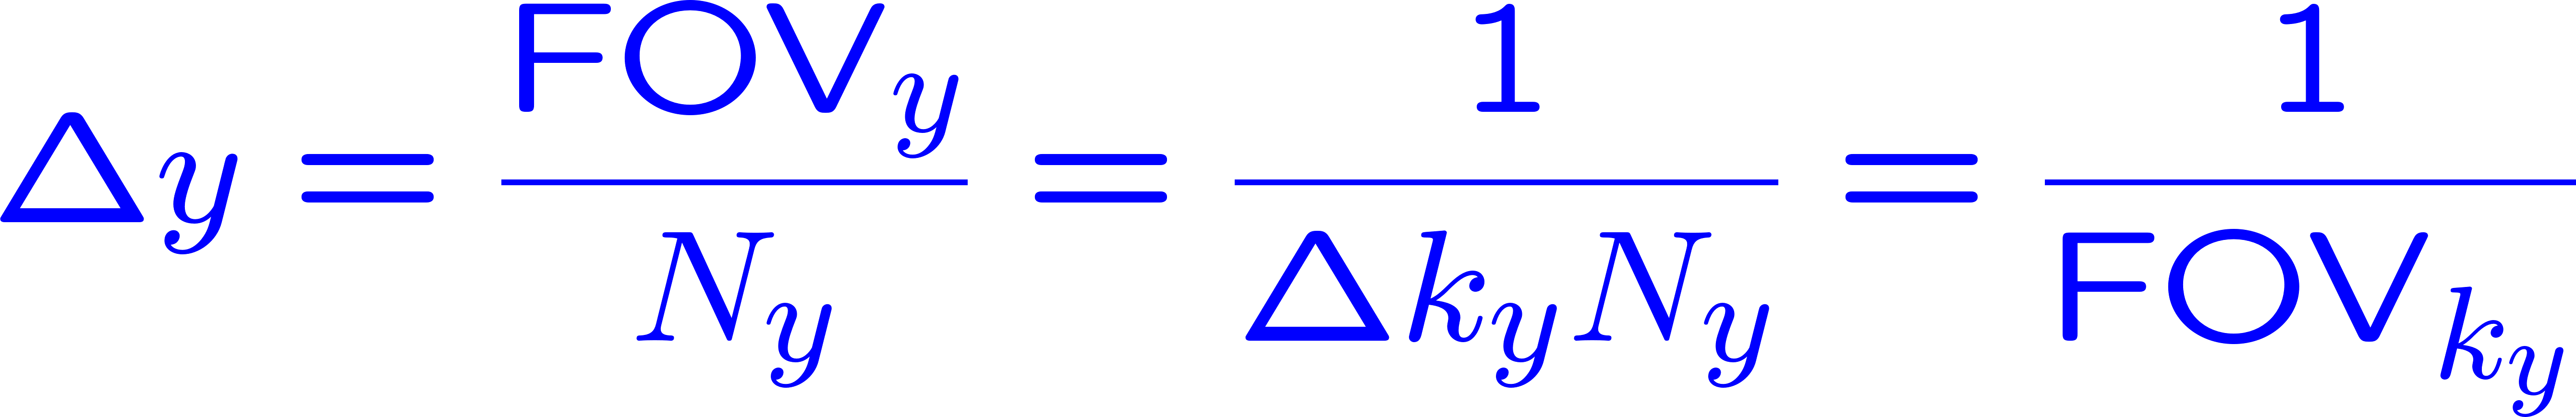 Δy = FOV_y / N_y = 1 / (Δk_y N_y) = 1 / FOV_{k_y}